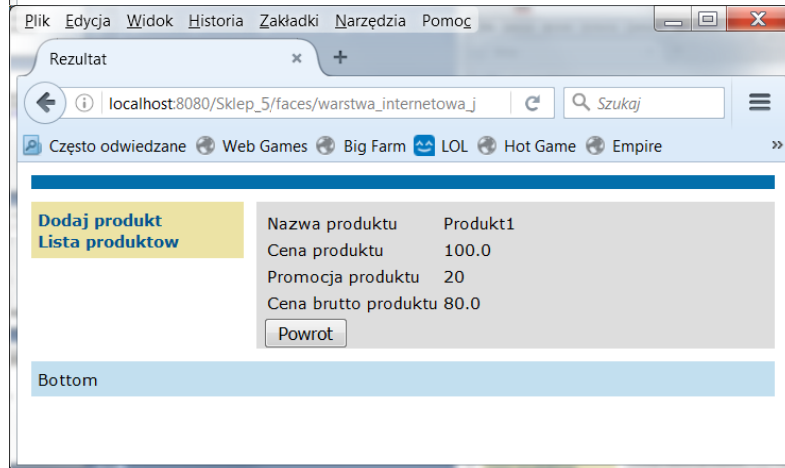 Plik Edycja Widok Historia Zakładki Narzędzia Pomoc
Rezultat × +
localhost:8080/Sklep_5/faces/warstwa_internetowa_j Szukaj
Często odwiedzane Web Games Big Farm LOL Hot Game Empire »
Dodaj produkt
Lista produktow
Nazwa produktu Produkt1
Cena produktu 100.0
Promocja produktu 20
Cena brutto produktu 80.0
Powrot
Bottom